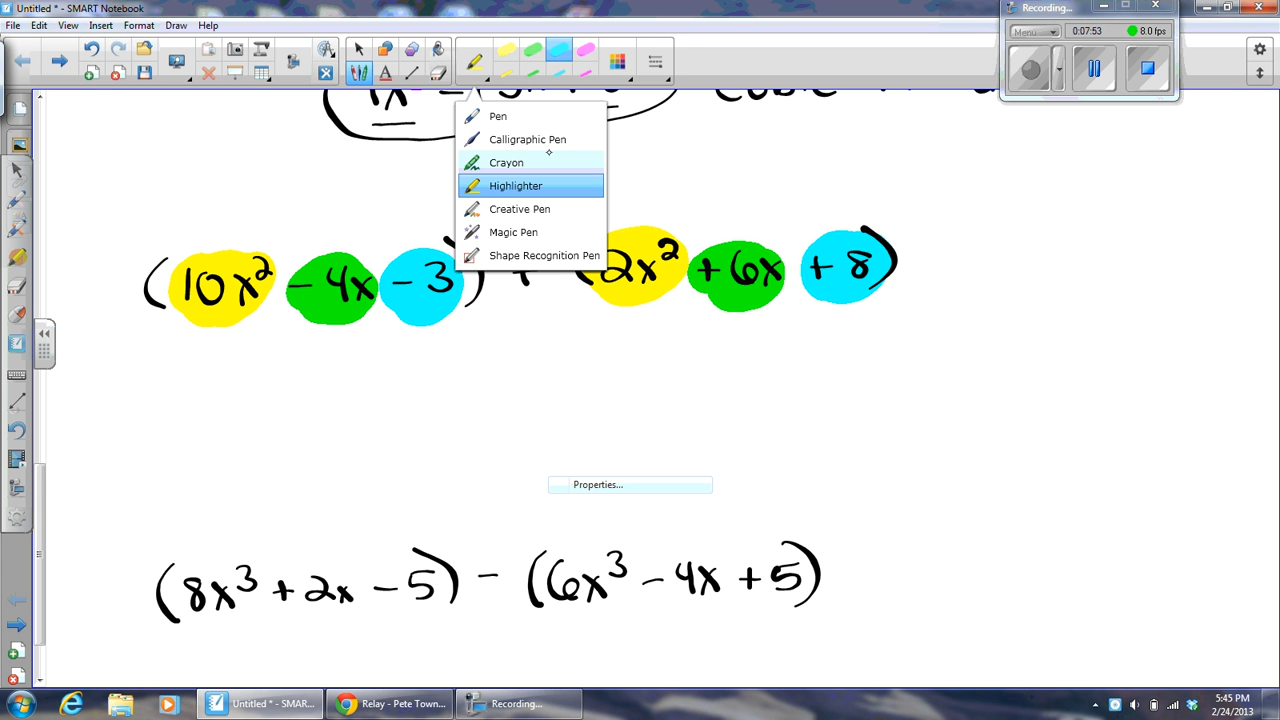 Untitled * - SMART Notebook
File Edit View Insert Format Draw Help
Recording...
Menu 0:07:53 8.0 fps
Pen
Calligraphic Pen
Crayon
Highlighter
Creative Pen
Magic Pen
Shape Recognition Pen
(10x² - 4x - 3) + (2x² + 6x + 8)
Properties...
(8x³ + 2x - 5) - (6x³ - 4x + 5)
Untitled * - SMAR...
Relay - Pete Town...
Recording...
5:45 PM
2/24/2013